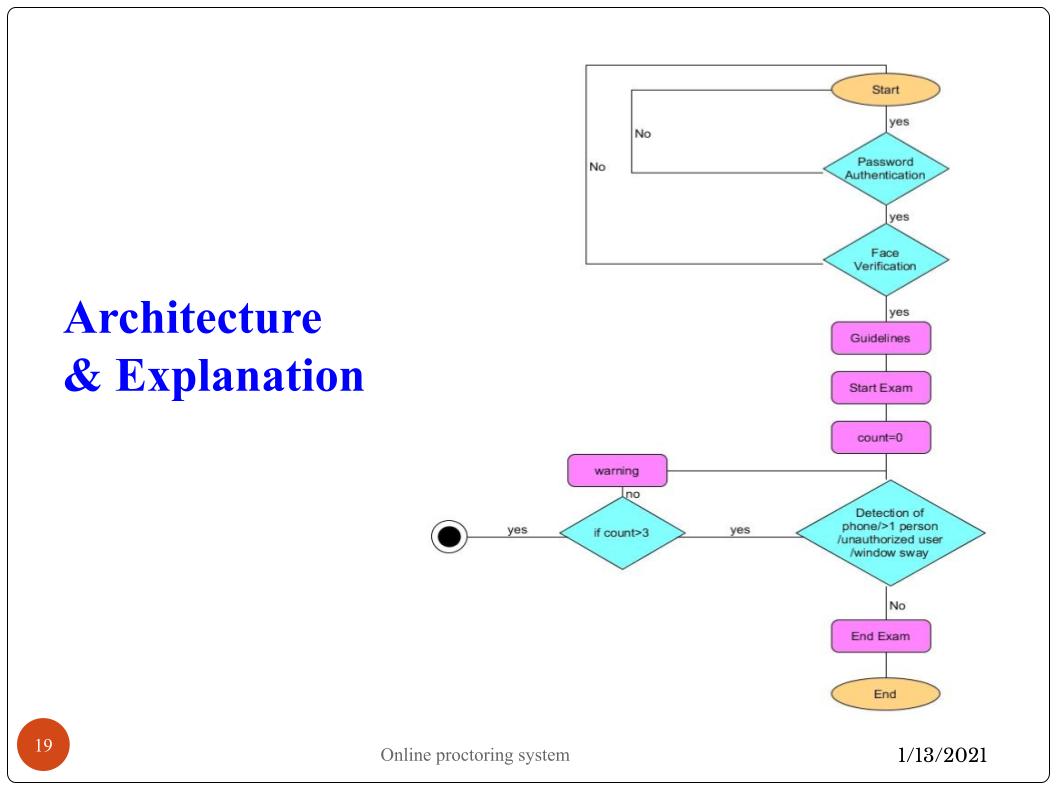 Architecture
& Explanation
Start
yes
No
No
Password
Authentication
yes
Face
Verification
yes
Guidelines
Start Exam
count=0
warning
no
if count>3
yes
yes
Detection of
phone/>1 person
/unauthorized user
/window sway
No
End Exam
End
19
Online proctoring system
1/13/2021